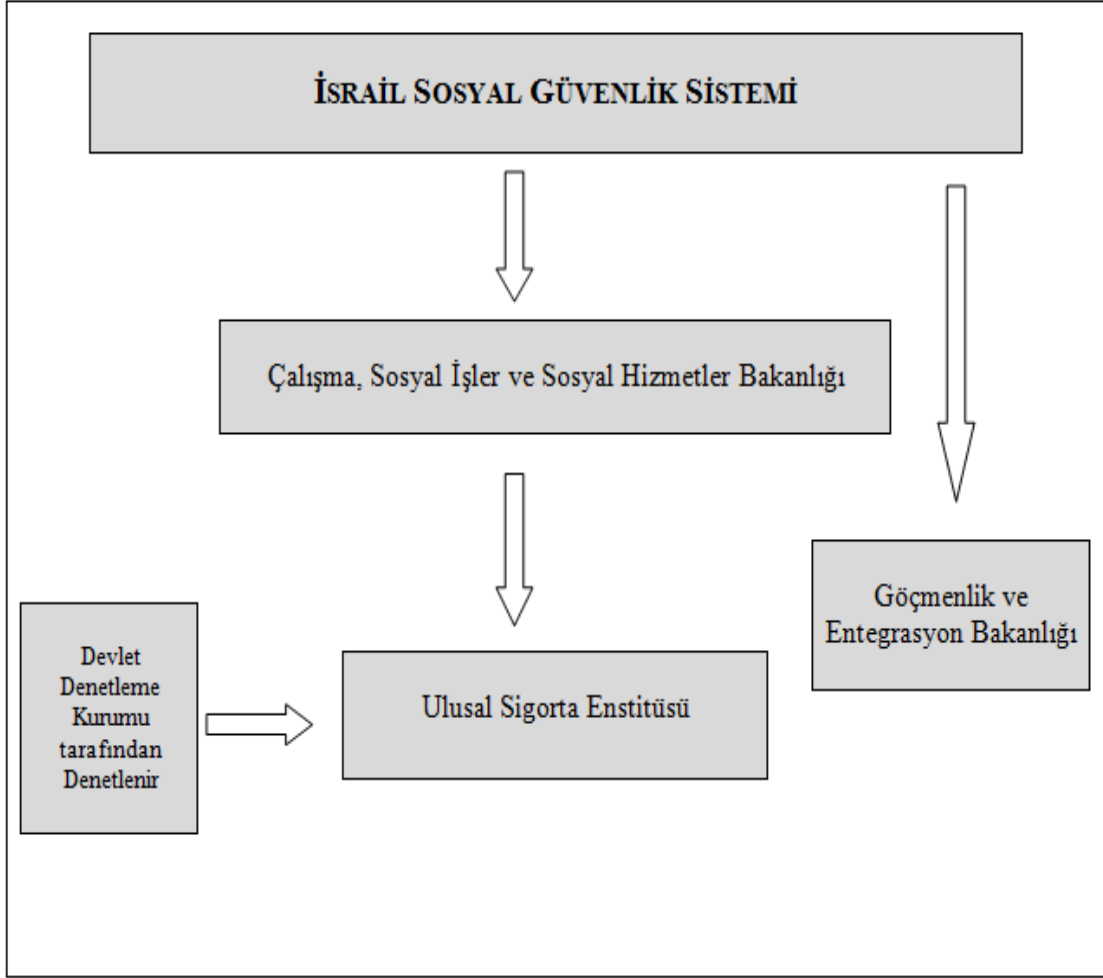 İSRAİL SOSYAL GÜVENLİK SİSTEMİ
Çalışma, Sosyal İşler ve Sosyal Hizmetler Bakanlığı
Göçmenlik ve
Entegrasyon Bakanlığı
Devlet
Denetleme
Kurumu
tarafından
Denetlenir
Ulusal Sigorta Enstitüsü